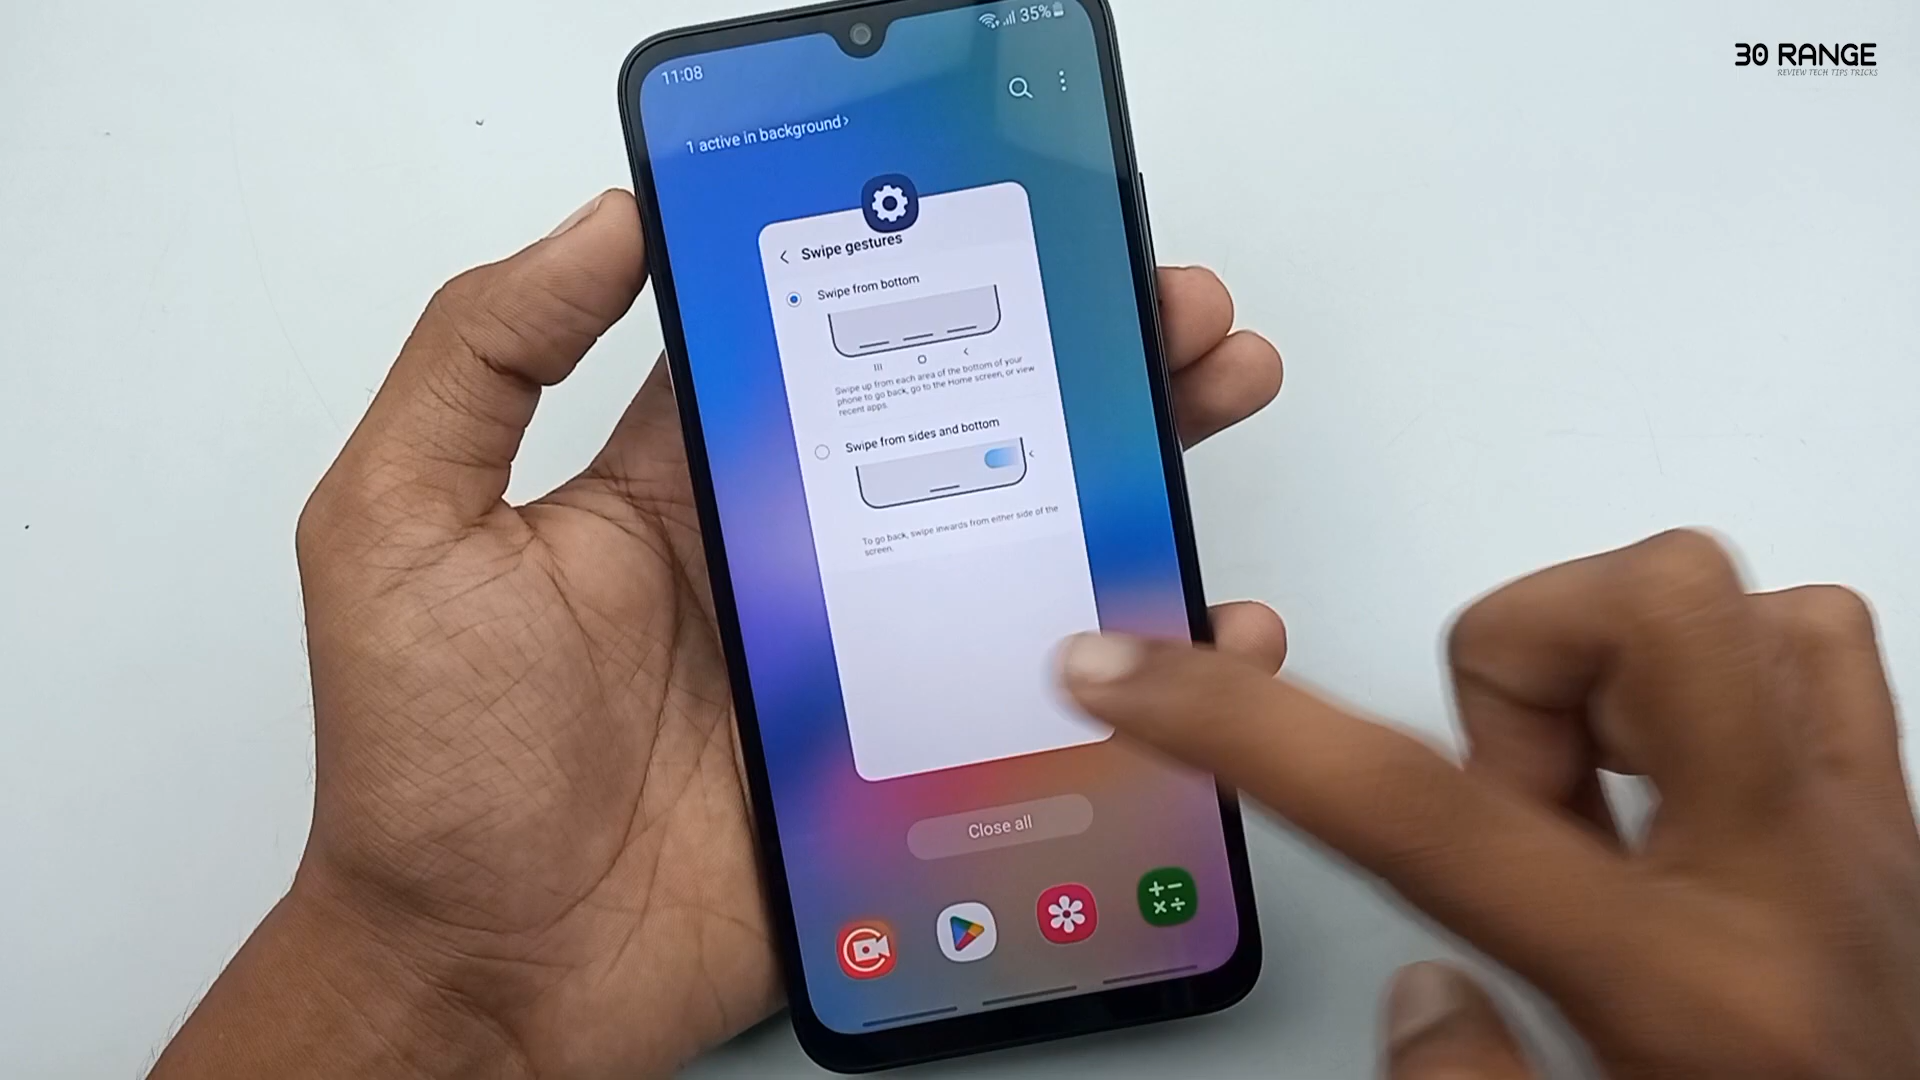 30 RANGE
REVIEW TECH TIPS TRICKS
35%
11:08
1 active in background
Swipe gestures
Swipe from bottom
Swipe up from each area of the bottom of your
phone to go back, go to the Home screen, or view
recent apps.
Swipe from sides and bottom
To go back, swipe inwards from either side of the
screen.
Close all